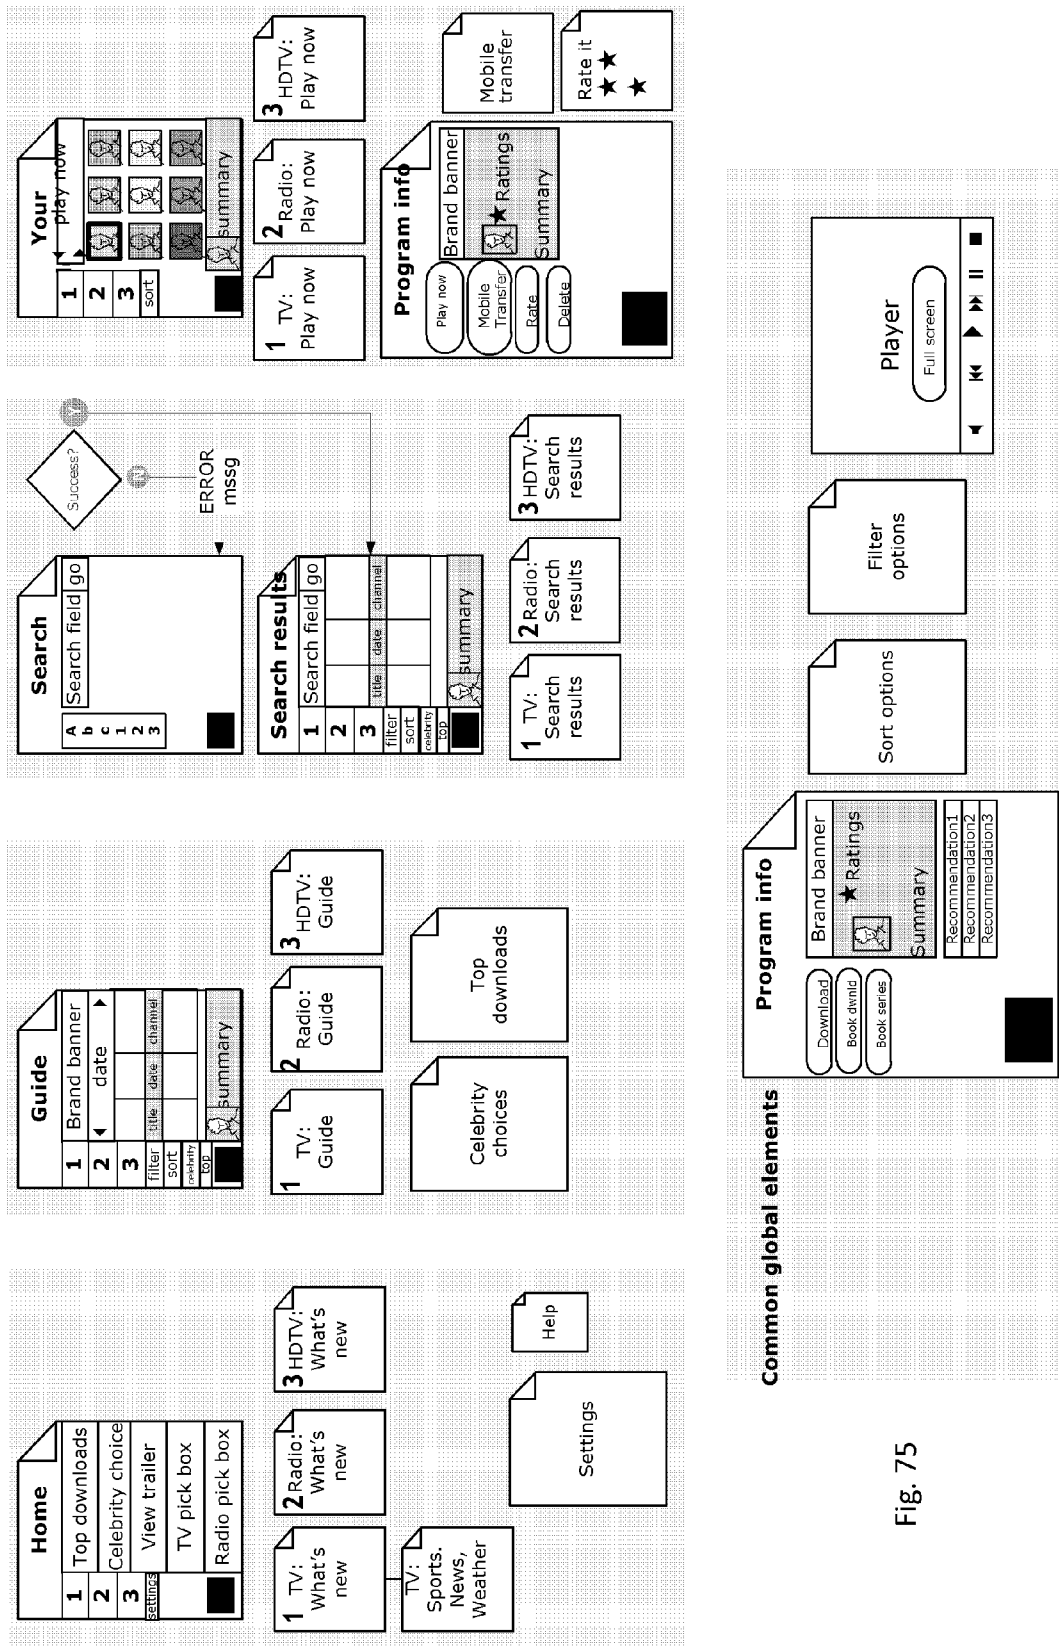 Home
1
2
3
settings
Top downloads
Celebrity choice
View trailer
TV pick box
Radio pick box
1 TV:
What's
new
2 Radio:
What's
new
3 HDTV:
What's
new
TV:
Sports.
News,
Weather
Settings
Help
Guide
1
2
3
filter
sort
celebrity
top
Brand banner
date
title date channel
summary
1 TV:
Guide
2 Radio:
Guide
3 HDTV:
Guide
Celebrity
choices
Top
downloads
Search
A
b
c
1
2
3
Search field go
Success?
N
Y
ERROR
mssg
Search results
1
2
3
filter
sort
celebrity
top
Search field go
title date channel
summary
1 TV:
Search
results
2 Radio:
Search
results
3 HDTV:
Search
results
Your
play now
1
2
3
sort
summary
1 TV:
Play now
2 Radio:
Play now
3 HDTV:
Play now
Program info
Play now
Mobile
Transfer
Rate
Delete
Brand banner
Ratings
Summary
Mobile
transfer
Rate it
Common global elements
Program info
Download
Book dwnld
Book series
Brand banner
Ratings
Summary
Recommendation1
Recommendation2
Recommendation3
Sort options
Filter
options
Player
Full screen
Fig. 75